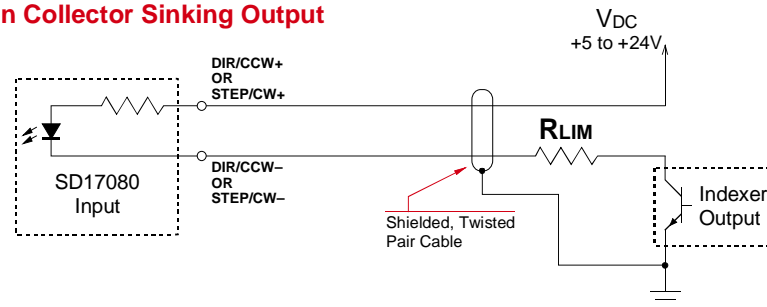 n Collector Sinking Output
VDC
+5 to +24V
DIR/CCW+
OR
STEP/CW+
RLIM
DIR/CCW–
OR
STEP/CW–
SD17080
Input
Shielded, Twisted
Pair Cable
Indexer
Output